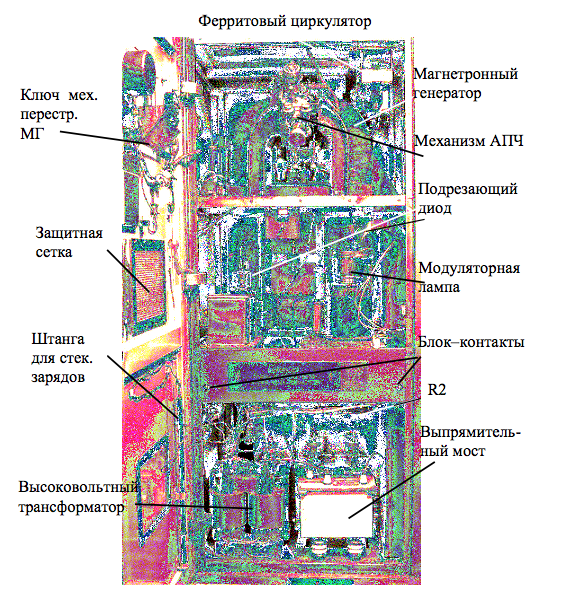 Ферритовый циркулятор
Магнетронный
генератор
Ключ мех.
перестр.
МГ
Механизм АПЧ
Подрезающий
диод
Защитная
сетка
Модуляторная
лампа
Штанга
для стек.
зарядов
Блок–контакты
R2
Выпрямитель-
ный мост
Высоковольтный
трансформатор